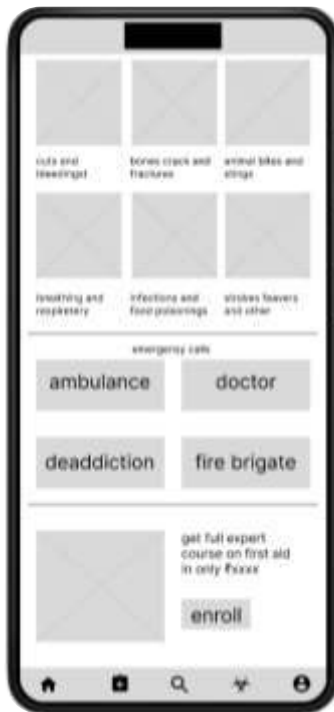 cuts and
bleedingst
bones crack and
fractures
animal bites and
stings
breathing and
respketery
infections and
food poisonings
strokes feavers
and other
emergency calls
ambulance
doctor
deaddiction
fire brigate
get full expert
course on first aid
in only ₹xxxx
enroll